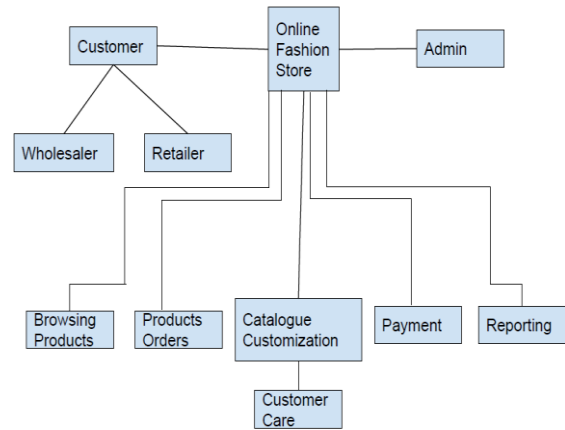 Customer
Online
Fashion
Store
Admin
Wholesaler
Retailer
Browsing
Products
Products
Orders
Catalogue
Customization
Payment
Reporting
Customer
Care